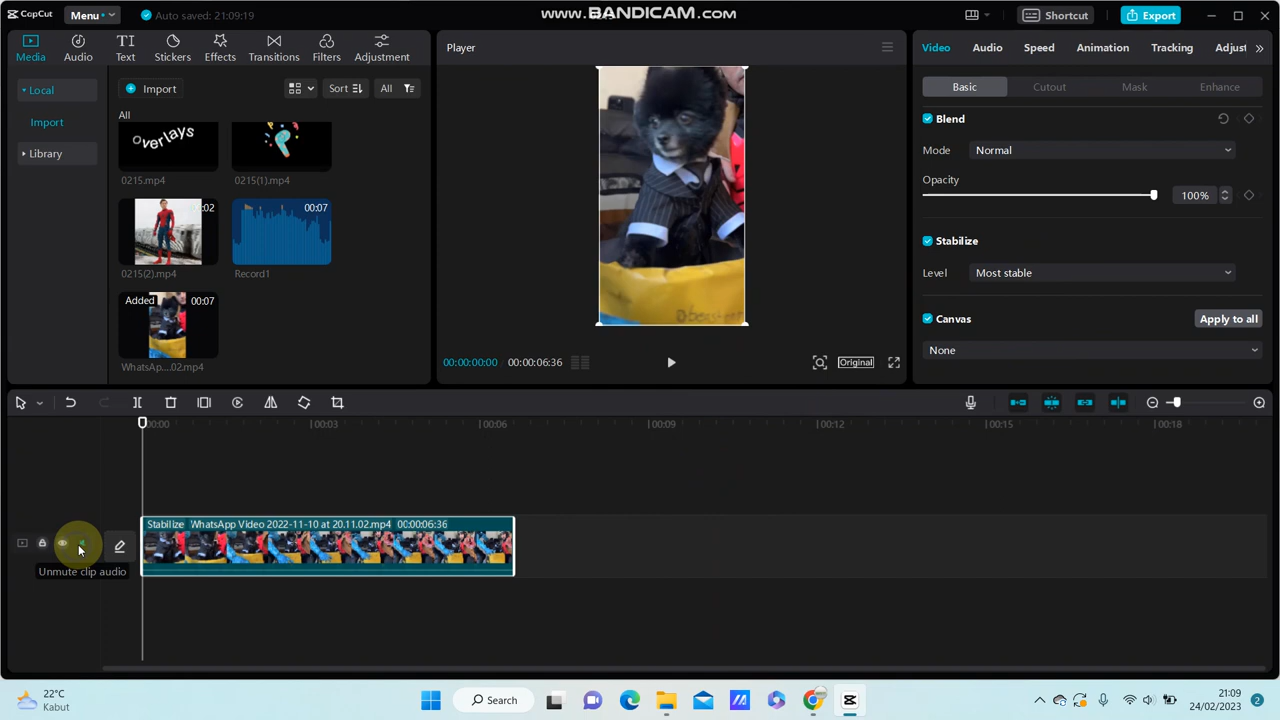 CapCut
Menu
Auto saved: 21:09:19
www.BANDICAM.com
Shortcut
Export
Media
Audio
Text
Stickers
Effects
Transitions
Filters
Adjustment
Local
Import
Library
Import
Sort
All
All
overlays
0215.mp4
0215(1).mp4
:02
0215(2).mp4
00:07
Record1
Added
00:07
WhatsAp....02.mp4
Player
00:00:00:00
00:00:06:36
Original
Video
Audio
Speed
Animation
Tracking
Adjust
Basic
Cutout
Mask
Enhance
Blend
Mode
Normal
Opacity
100%
Stabilize
Level
Most stable
Canvas
Apply to all
None
00:00
00:03
00:06
00:09
00:12
00:15
00:18
Stabilize WhatsApp Video 2022-11-10 at 20.11.02.mp4 00:00:06:36
Unmute clip audio
22°C
Kabut
Search
21:09
24/02/2023
2